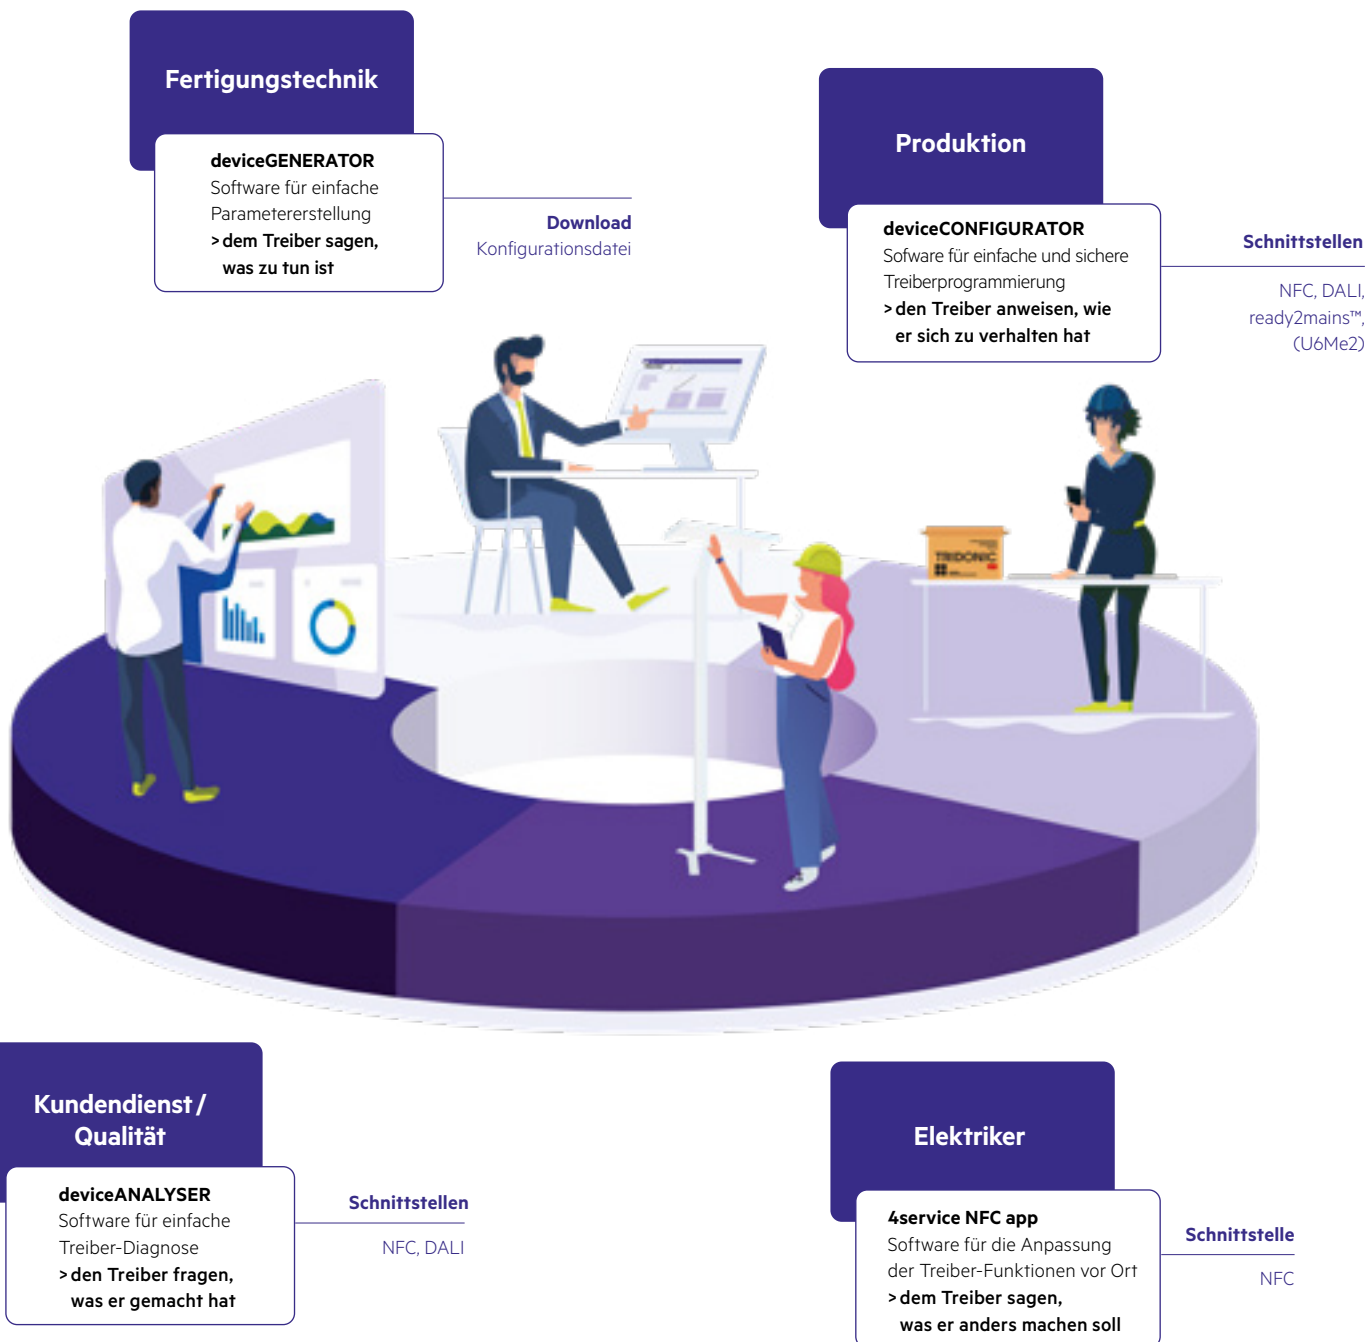 Fertigungstechnik
deviceGENERATOR
Software für einfache
Parametererstellung
> dem Treiber sagen,
was zu tun ist
Download
Konfigurationsdatei
Produktion
deviceCONFIGURATOR
Sofware für einfache und sichere
Treiberprogrammierung
> den Treiber anweisen, wie
er sich zu verhalten hat
Schnittstellen
NFC, DALI,
ready2mains™,
(U6Me2)
TRIDONIC
Kundendienst /
Qualität
deviceANALYSER
Software für einfache
Treiber-Diagnose
> den Treiber fragen,
was er gemacht hat
Schnittstellen
NFC, DALI
Elektriker
4service NFC app
Software für die Anpassung
der Treiber-Funktionen vor Ort
> dem Treiber sagen,
was er anders machen soll
Schnittstelle
NFC